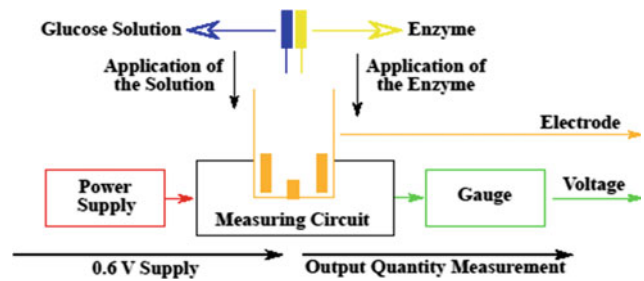 Glucose Solution
Enzyme
Application of
the Solution
Application of
the Enzyme
Electrode
Power
Supply
Measuring Circuit
Gauge
Voltage
0.6 V Supply
Output Quantity Measurement